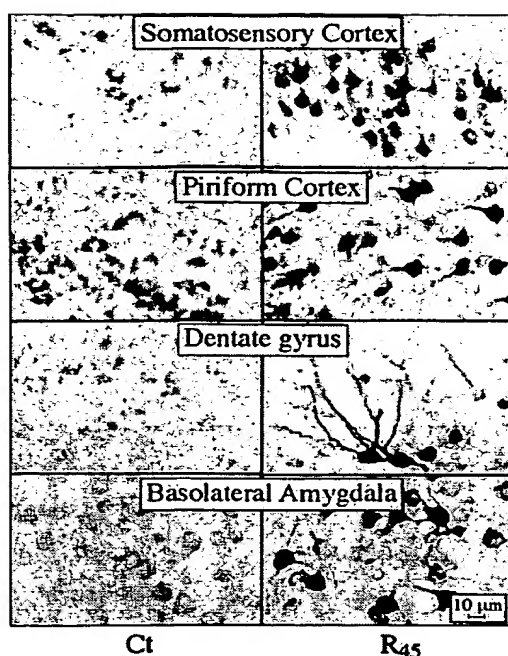 Somatosensory Cortex
Piriform Cortex
Dentate gyrus
Basolateral Amygdala
10 µm
Ct R45